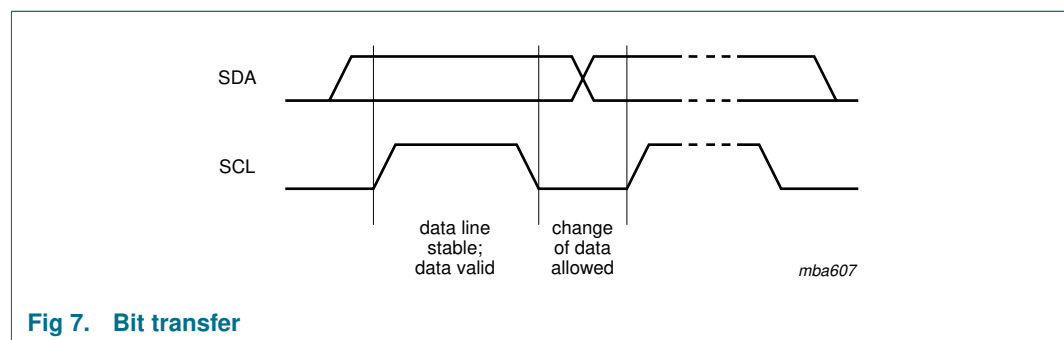 SDA
SCL
data line
stable;
data valid
change
of data
allowed
mba607
Fig 7. Bit transfer